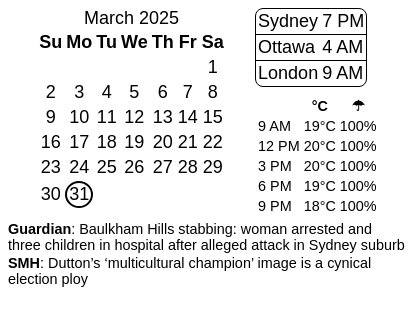 March 2025
Su Mo Tu We Th Fr Sa
1
2 3 4 5 6 7 8
9 10 11 12 13 14 15
16 17 18 19 20 21 22
23 24 25 26 27 28 29
30 31
Sydney 7 PM
Ottawa 4 AM
London 9 AM
°C ☂
9 AM 19°C 100%
12 PM 20°C 100%
3 PM 20°C 100%
6 PM 19°C 100%
9 PM 18°C 100%
Guardian: Baulkham Hills stabbing: woman arrested and
three children in hospital after alleged attack in Sydney suburb
SMH: Dutton’s ‘multicultural champion’ image is a cynical
election ploy